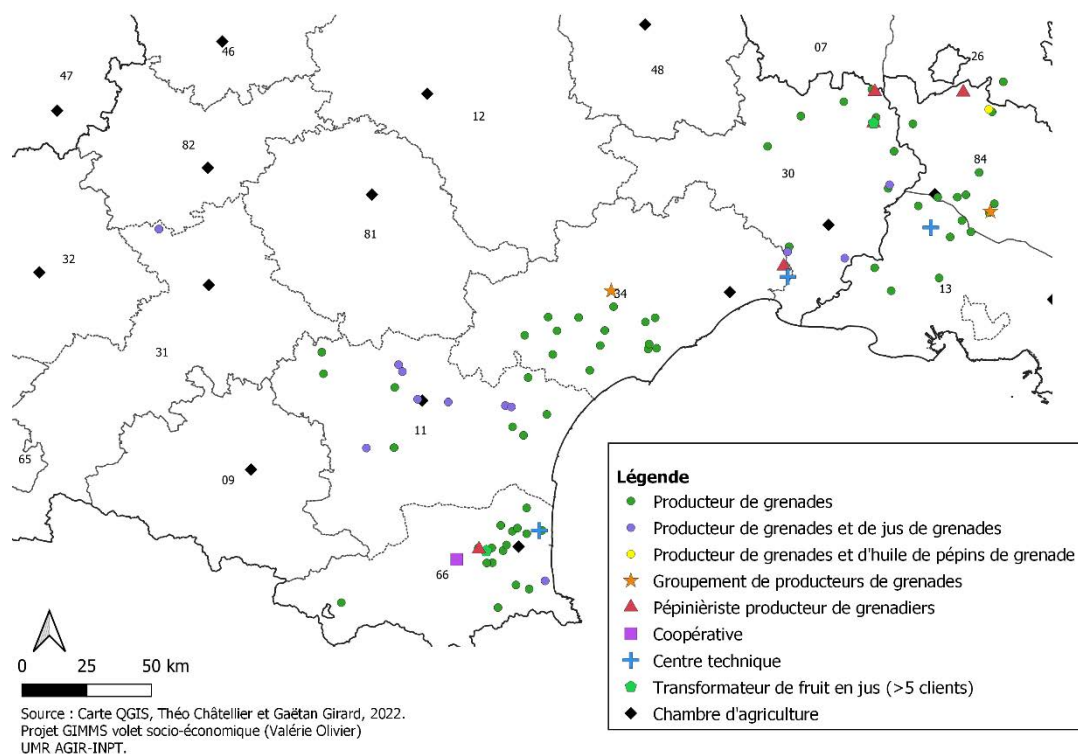 46
48
07
26
47
12
82
84
30
81
32
34
13
31
11
65
09
66
Légende
Producteur de grenades
Producteur de grenades et de jus de grenades
Producteur de grenades et d'huile de pépins de grenade
Groupement de producteurs de grenades
Pépinièriste producteur de grenadiers
Coopérative
Centre technique
Transformateur de fruit en jus (>5 clients)
Chambre d'agriculture
0 25 50 km
Source : Carte QGIS, Théo Châtellier et Gaëtan Girard, 2022.
Projet GIMMS volet socio-économique (Valérie Olivier)
UMR AGIR-INPT.